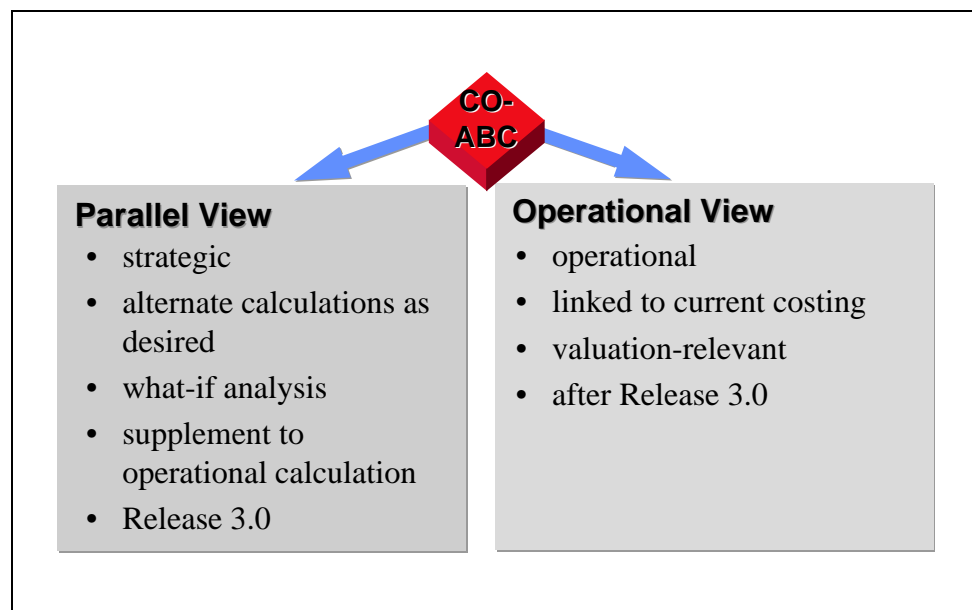 CO-
ABC
Parallel View
• strategic
• alternate calculations as
desired
• what-if analysis
• supplement to
operational calculation
• Release 3.0
Operational View
• operational
• linked to current costing
• valuation-relevant
• after Release 3.0